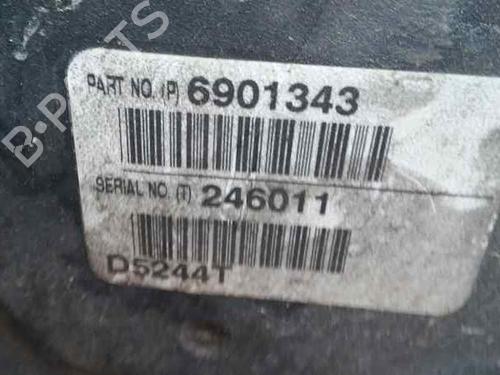 B-PARTS
PART NO. (P) 6901343
SERIAL NO. (T) 246011
D5244T